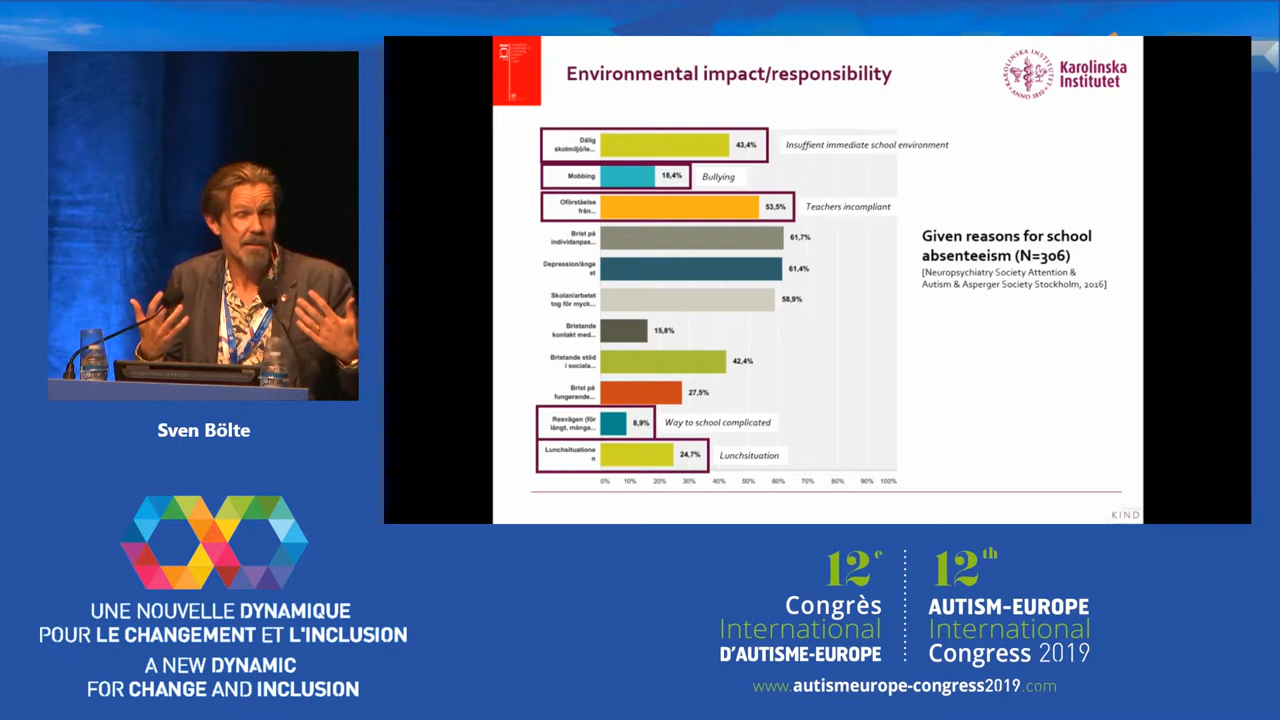 ICF
Environmental impact/responsibility
KAROLINSKA INSTITUTET
ANNO 1810
Karolinska
Institutet
Dålig
skolmiljö/le...
43,4%
Insuffient immediate school environment
Mobbing
18,4%
Bullying
Oförståelse
från...
53,5%
Teachers incompliant
Brist på
individanpas...
61,7%
Depression/ånge
st
61,4%
Skolan/arbetet
tog för myck...
58,9%
Bristande
kontakt med...
15,8%
Bristande stöd
i sociala...
42,4%
Brist på
fungerande...
27,5%
Resvägen (för
långt, många...
8,9%
Way to school complicated
Lunchsituatione
n
24,7%
Lunchsituation
0% 10% 20% 30% 40% 50% 60% 70% 80% 90% 100%
Given reasons for school
absenteeism (N=306)
[Neuropsychiatry Society Attention &
Autism & Asperger Society Stockholm, 2016]
KIND
Sven Bölte
UNE NOUVELLE DYNAMIQUE
POUR LE CHANGEMENT ET L'INCLUSION
A NEW DYNAMIC
FOR CHANGE AND INCLUSION
12e
Congrès
International
D'AUTISME-EUROPE
12th
AUTISM-EUROPE
International
Congress 2019
www.autismeurope-congress2019.com